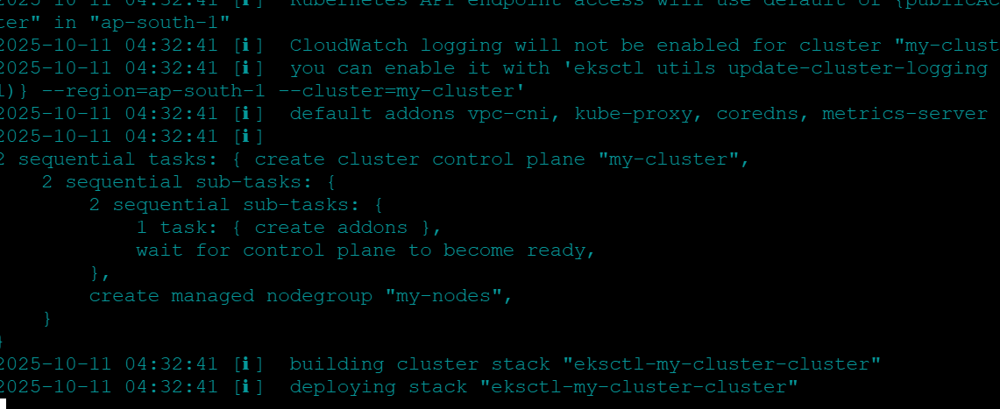 2025-10-11 04:32:41 [ℹ]  Kubernetes API endpoint access will use default of {publicAc
ter" in "ap-south-1"
2025-10-11 04:32:41 [ℹ]  CloudWatch logging will not be enabled for cluster "my-clust
2025-10-11 04:32:41 [ℹ]  you can enable it with 'eksctl utils update-cluster-logging
l)} --region=ap-south-1 --cluster=my-cluster'
2025-10-11 04:32:41 [ℹ]  default addons vpc-cni, kube-proxy, coredns, metrics-server
2025-10-11 04:32:41 [ℹ]
2 sequential tasks: { create cluster control plane "my-cluster",
    2 sequential sub-tasks: {
        2 sequential sub-tasks: {
            1 task: { create addons },
            wait for control plane to become ready,
        },
        create managed nodegroup "my-nodes",
    }
}
2025-10-11 04:32:41 [ℹ]  building cluster stack "eksctl-my-cluster-cluster"
2025-10-11 04:32:41 [ℹ]  deploying stack "eksctl-my-cluster-cluster"